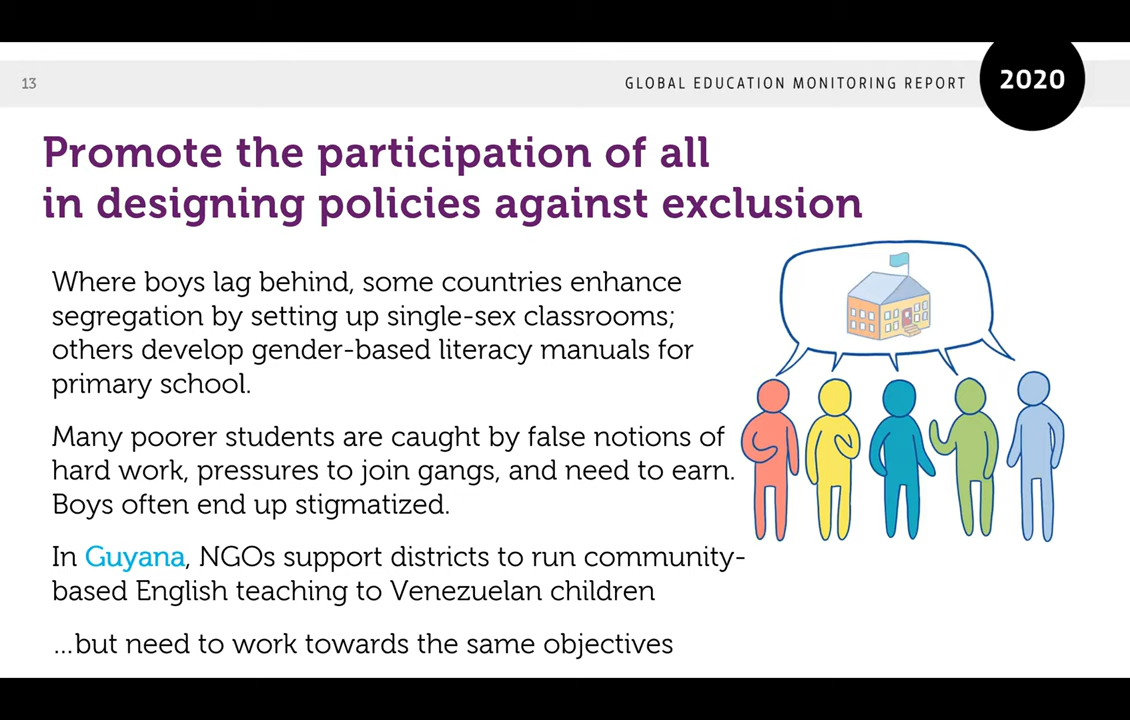 13
GLOBAL EDUCATION MONITORING REPORT
2020
Promote the participation of all
in designing policies against exclusion
Where boys lag behind, some countries enhance
segregation by setting up single-sex classrooms;
others develop gender-based literacy manuals for
primary school.
Many poorer students are caught by false notions of
hard work, pressures to join gangs, and need to earn.
Boys often end up stigmatized.
In Guyana, NGOs support districts to run community-
based English teaching to Venezuelan children
...but need to work towards the same objectives